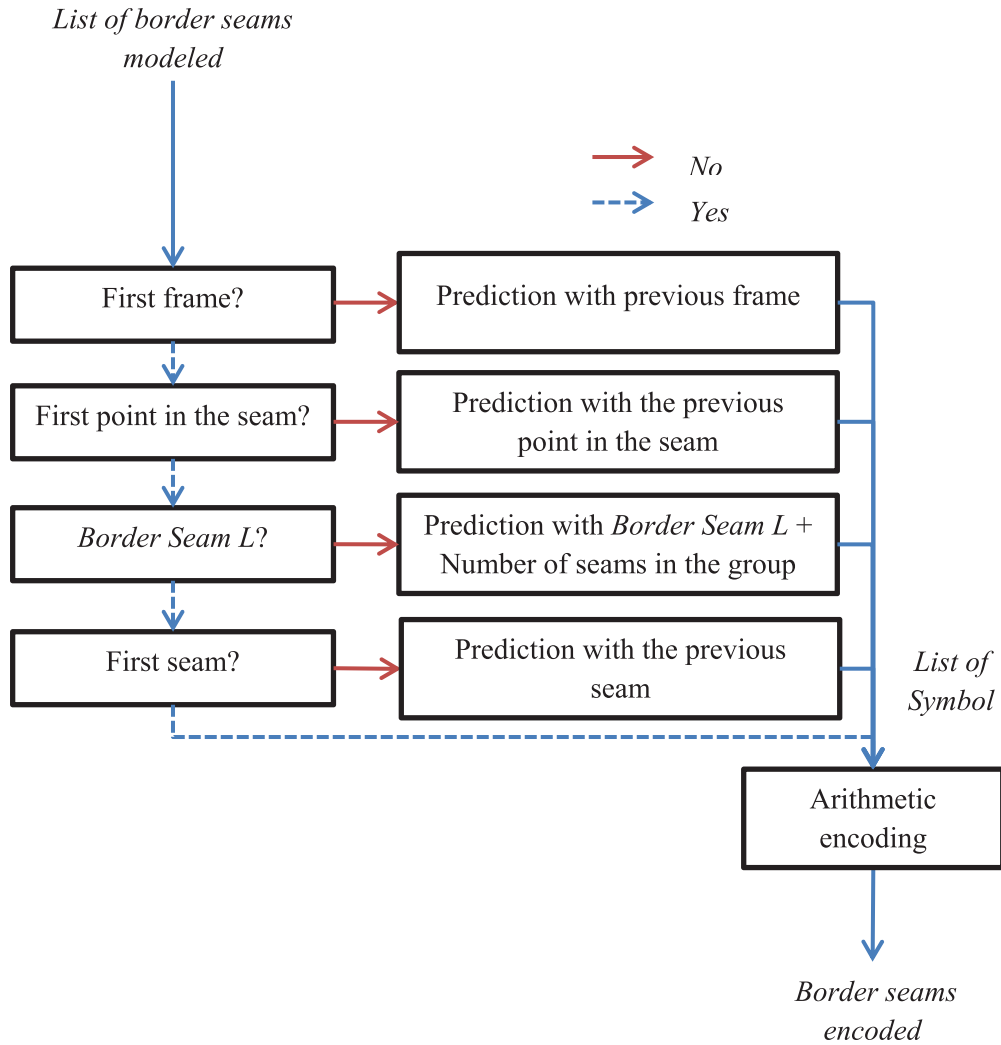 List of border seams
modeled
No
Yes
First frame?
Prediction with previous frame
First point in the seam?
Prediction with the previous
point in the seam
Border Seam L?
Prediction with Border Seam L +
Number of seams in the group
First seam?
Prediction with the previous
seam
List of
Symbol
Arithmetic
encoding
Border seams
encoded